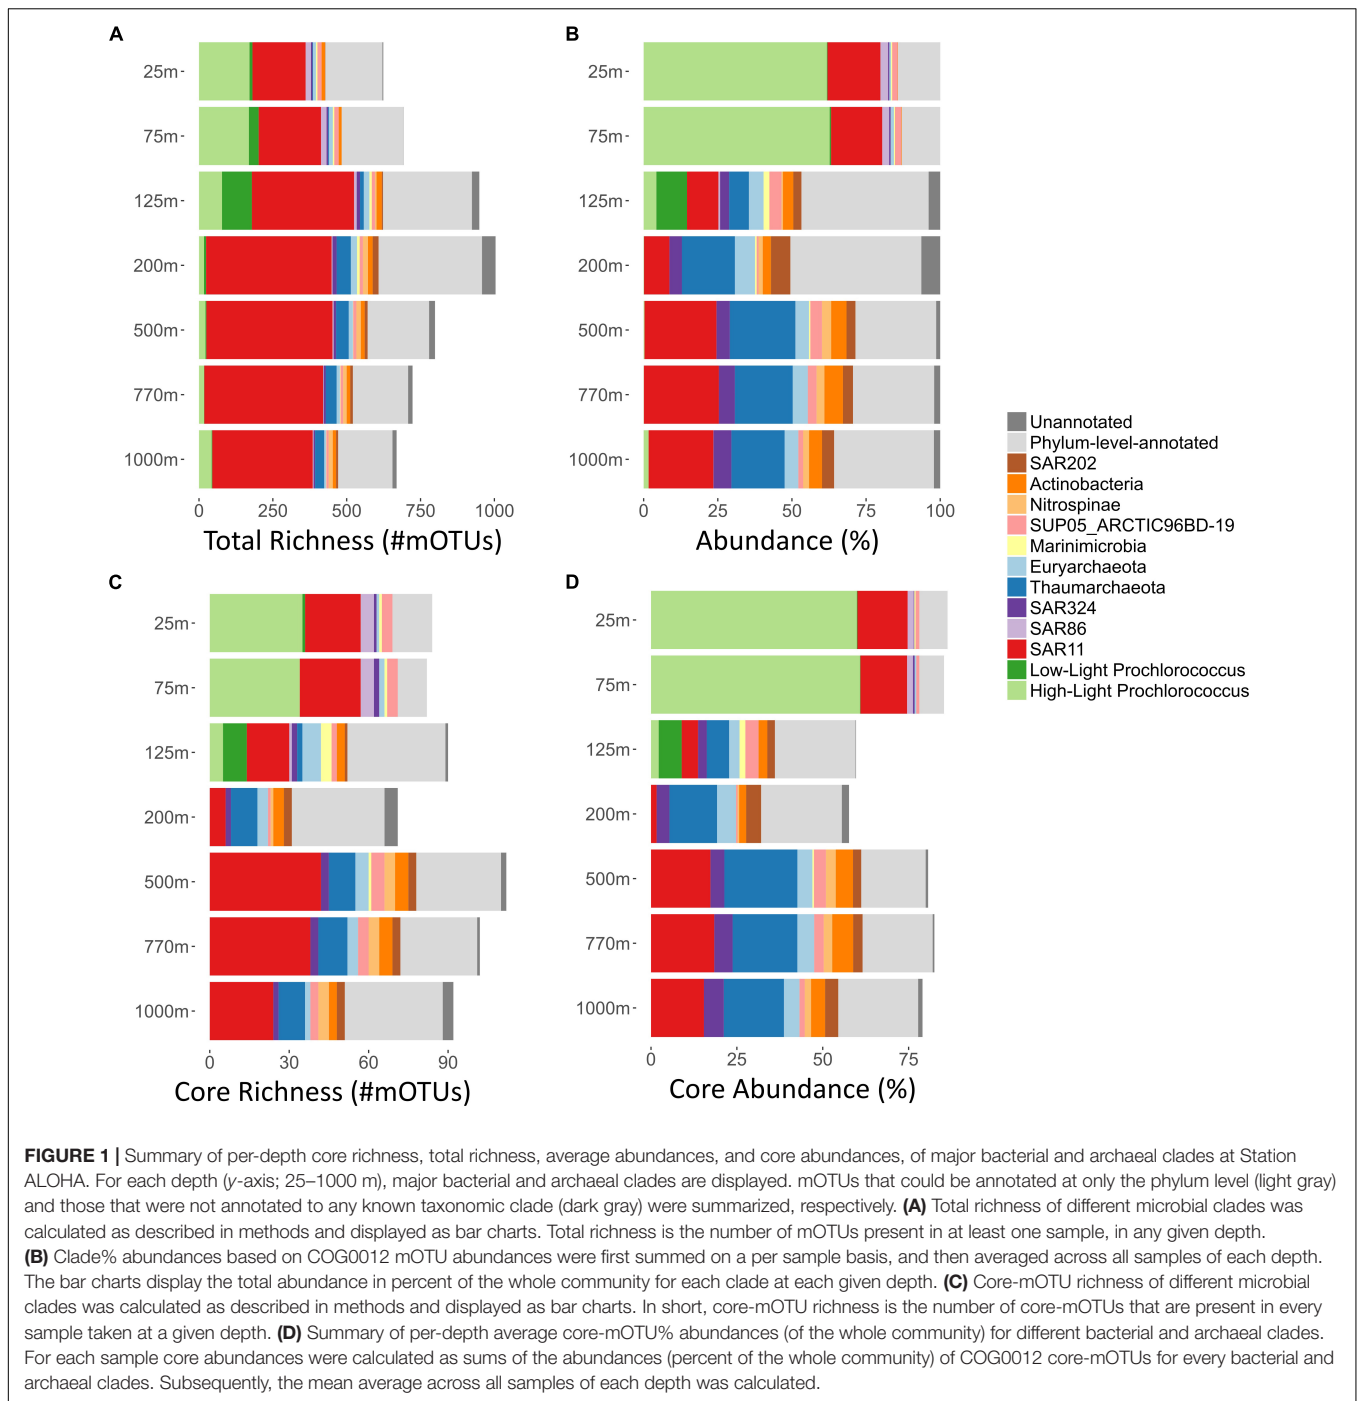 A
25m
75m
125m
200m
500m
770m
1000m
0 250 500 750 1000
Total Richness (#mOTUs)
B
25m
75m
125m
200m
500m
770m
1000m
0 25 50 75 100
Abundance (%)
Unannotated
Phylum-level-annotated
SAR202
Actinobacteria
Nitrospinae
SUP05_ARCTIC96BD-19
Marinimicrobia
Euryarchaeota
Thaumarchaeota
SAR324
SAR86
SAR11
Low-Light Prochlorococcus
High-Light Prochlorococcus
C
25m
75m
125m
200m
500m
770m
1000m
0 30 60 90
Core Richness (#mOTUs)
D
25m
75m
125m
200m
500m
770m
1000m
0 25 50 75
Core Abundance (%)
FIGURE 1 | Summary of per-depth core richness, total richness, average abundances, and core abundances, of major bacterial and archaeal clades at Station
ALOHA. For each depth (y-axis; 25–1000 m), major bacterial and archaeal clades are displayed. mOTUs that could be annotated at only the phylum level (light gray)
and those that were not annotated to any known taxonomic clade (dark gray) were summarized, respectively. (A) Total richness of different microbial clades was
calculated as described in methods and displayed as bar charts. Total richness is the number of mOTUs present in at least one sample, in any given depth.
(B) Clade% abundances based on COG0012 mOTU abundances were first summed on a per sample basis, and then averaged across all samples of each depth.
The bar charts display the total abundance in percent of the whole community for each clade at each given depth. (C) Core-mOTU richness of different microbial
clades was calculated as described in methods and displayed as bar charts. In short, core-mOTU richness is the number of core-mOTUs that are present in every
sample taken at a given depth. (D) Summary of per-depth average core-mOTU% abundances (of the whole community) for different bacterial and archaeal clades.
For each sample core abundances were calculated as sums of the abundances (percent of the whole community) of COG0012 core-mOTUs for every bacterial and
archaeal clades. Subsequently, the mean average across all samples of each depth was calculated.